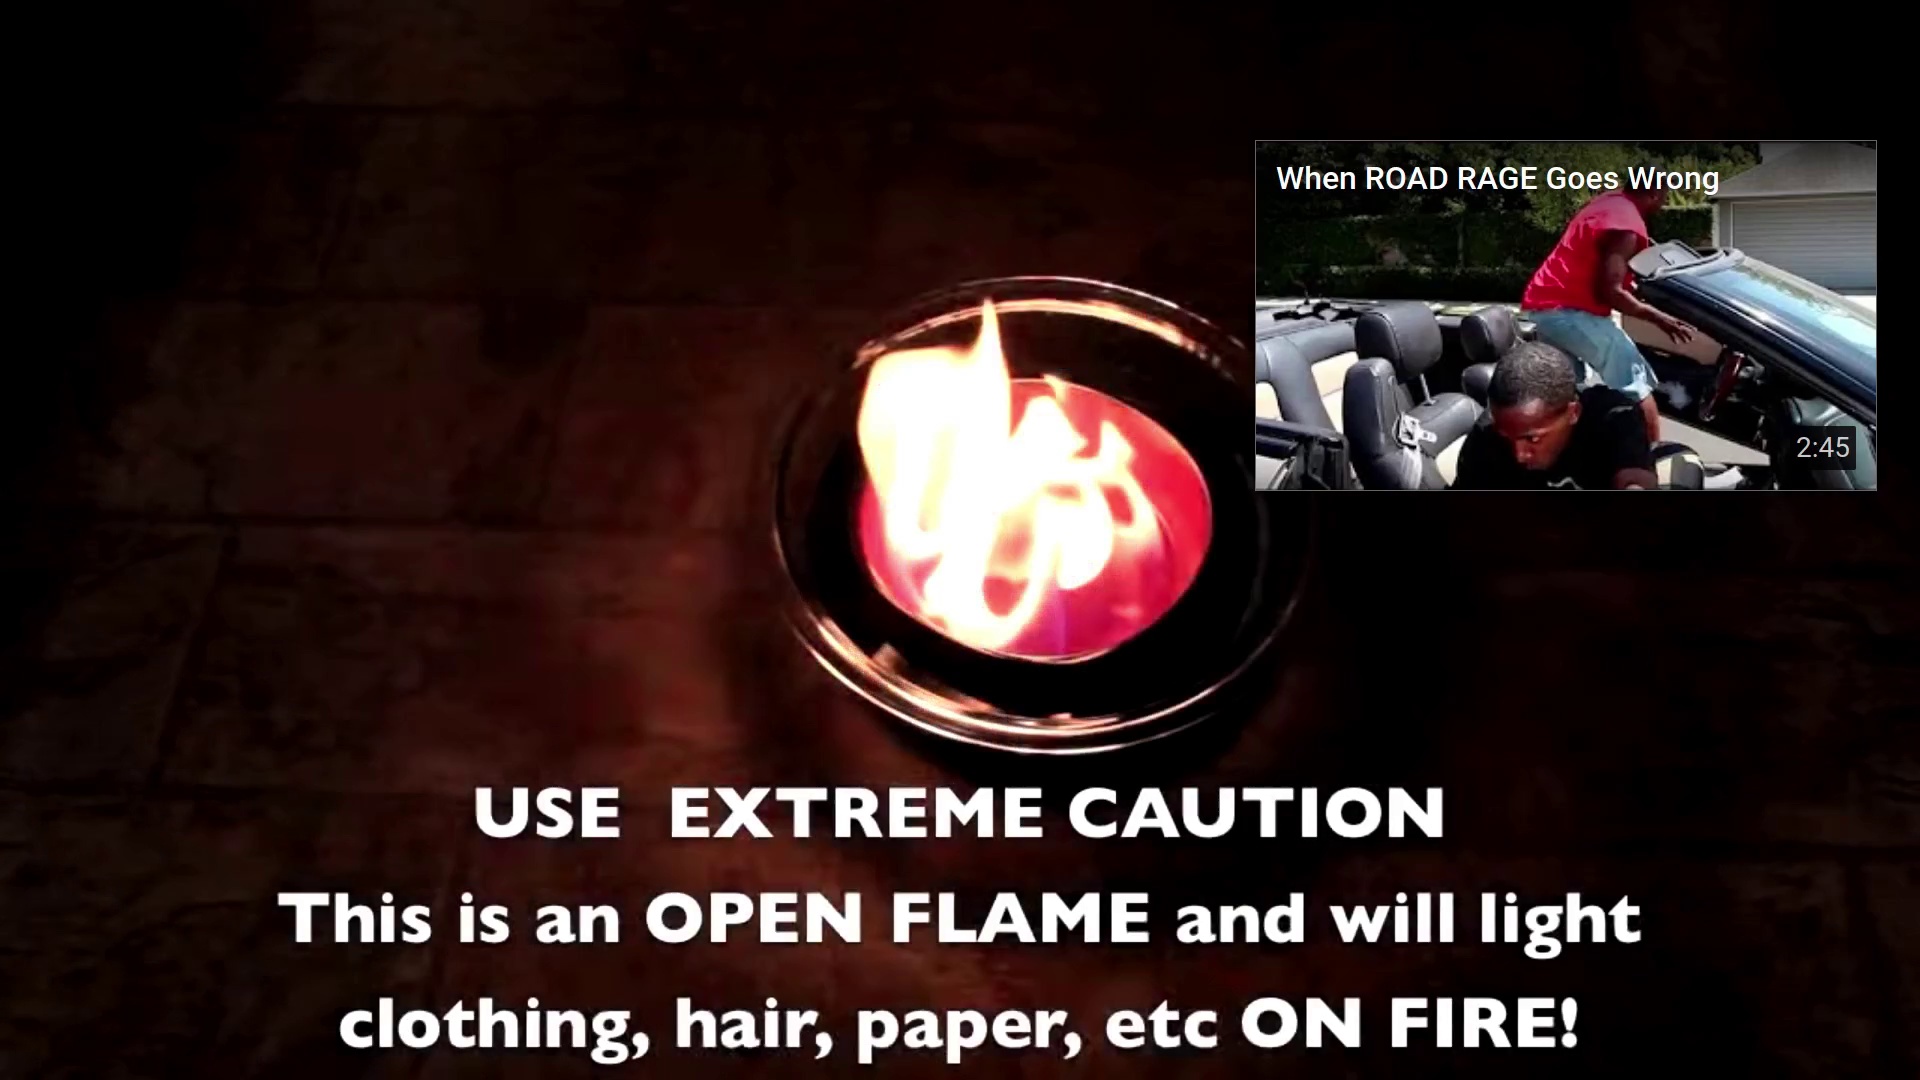 When ROAD RAGE Goes Wrong
2:45
USE EXTREME CAUTION
This is an OPEN FLAME and will light
clothing, hair, paper, etc ON FIRE!